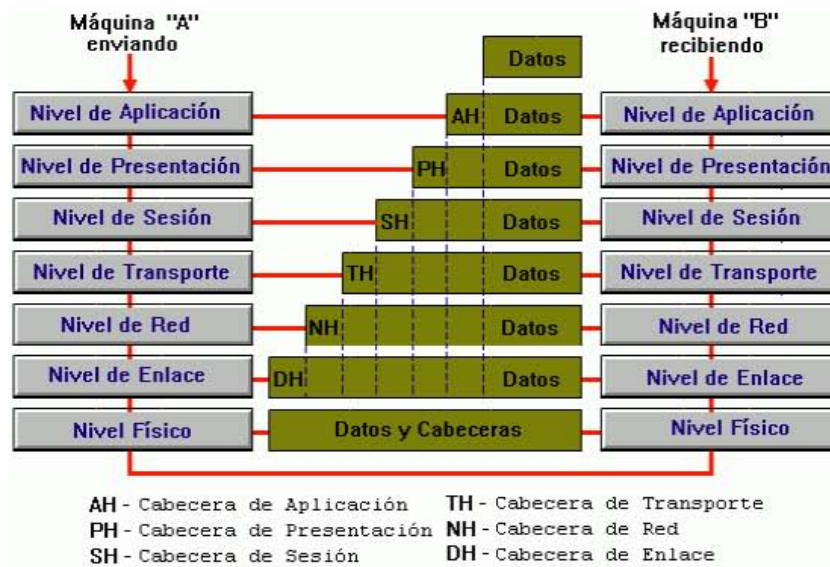 Máquina "A"
enviando
Máquina "B"
recibiendo
Datos
Nivel de Aplicación
AH Datos
Nivel de Aplicación
Nivel de Presentación
PH Datos
Nivel de Presentación
Nivel de Sesión
SH Datos
Nivel de Sesión
Nivel de Transporte
TH Datos
Nivel de Transporte
Nivel de Red
NH Datos
Nivel de Red
Nivel de Enlace
DH Datos
Nivel de Enlace
Nivel Físico
Datos y Cabeceras
Nivel Físico
AH - Cabecera de Aplicación
PH - Cabecera de Presentación
SH - Cabecera de Sesión
TH - Cabecera de Transporte
NH - Cabecera de Red
DH - Cabecera de Enlace